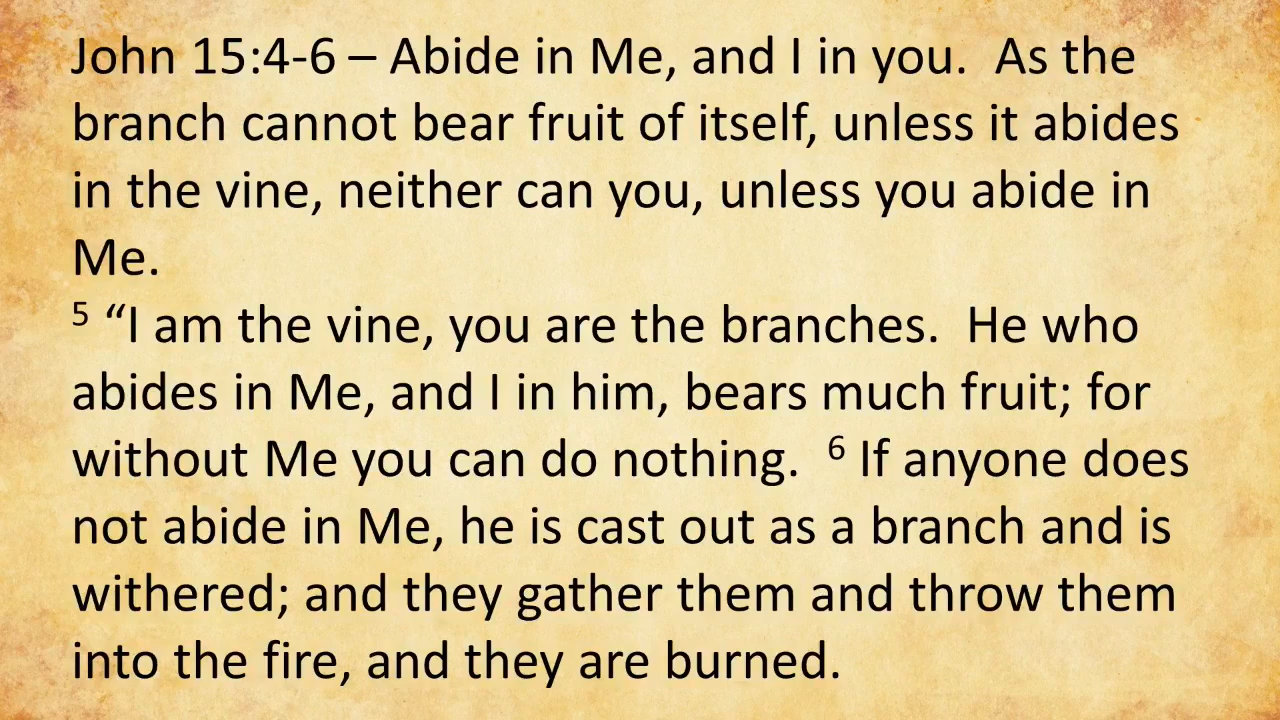 John 15:4-6 – Abide in Me, and I in you.  As the
branch cannot bear fruit of itself, unless it abides
in the vine, neither can you, unless you abide in
Me.
⁵ “I am the vine, you are the branches.  He who
abides in Me, and I in him, bears much fruit; for
without Me you can do nothing.  ⁶ If anyone does
not abide in Me, he is cast out as a branch and is
withered; and they gather them and throw them
into the fire, and they are burned.